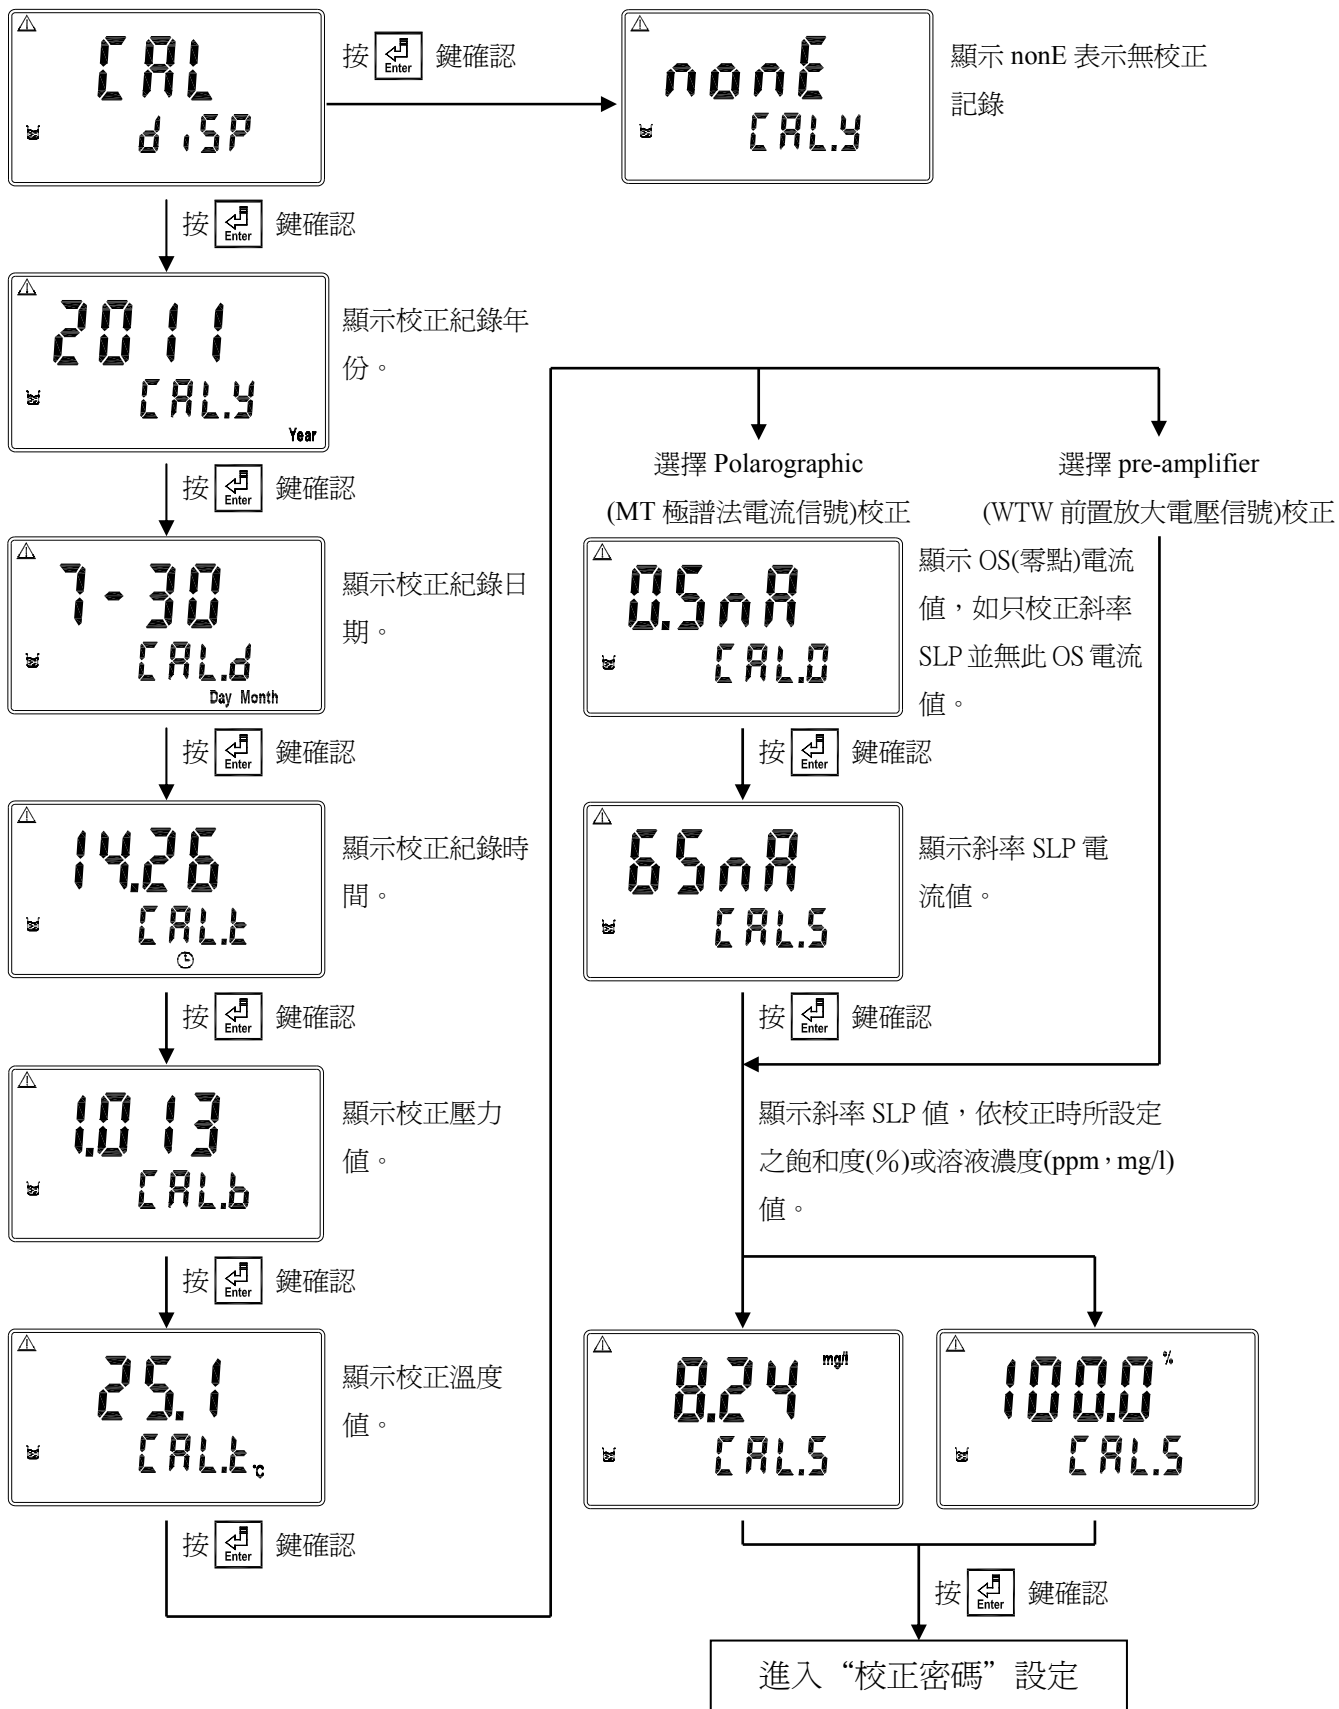 CAL
diSP
按 Enter 鍵確認
nonE
CAL.y
顯示 nonE 表示無校正
記錄
按 Enter 鍵確認
2011
CAL.y
Year
顯示校正紀錄年
份。
按 Enter 鍵確認
7-30
CAL.d
Day Month
顯示校正紀錄日
期。
按 Enter 鍵確認
14.26
CAL.t
顯示校正紀錄時
間。
按 Enter 鍵確認
1.013
CAL.b
顯示校正壓力
值。
按 Enter 鍵確認
25.1
CAL.t
℃
顯示校正溫度
值。
按 Enter 鍵確認
選擇 Polarographic
(MT 極譜法電流信號)校正
選擇 pre-amplifier
(WTW 前置放大電壓信號)校正
0.5nA
CAL.0
顯示 OS(零點)電流
值，如只校正斜率
SLP 並無此 OS 電流
值。
按 Enter 鍵確認
65nA
CAL.S
顯示斜率 SLP 電
流值。
按 Enter 鍵確認
顯示斜率 SLP 值，依校正時所設定
之飽和度(%)或溶液濃度(ppm，mg/l)
值。
8.24 mg/l
CAL.S
100.0 %
CAL.S
按 Enter 鍵確認
進入“校正密碼”設定